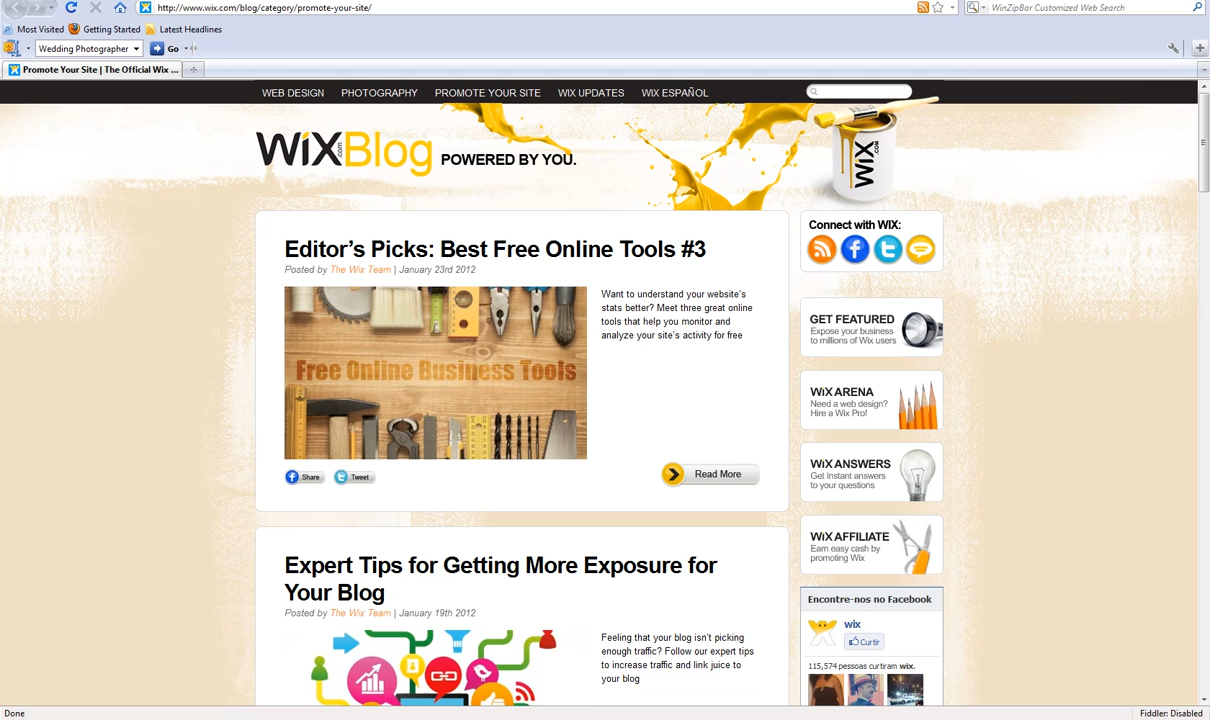 http://www.wix.com/blog/category/promote-your-site/
WinZipBar Customized Web Search
Most Visited Getting Started Latest Headlines
Wedding Photographer Go
Promote Your Site | The Official Wix ...
WEB DESIGN PHOTOGRAPHY PROMOTE YOUR SITE WIX UPDATES WIX ESPAÑOL
WiX.com Blog POWERED BY YOU.
WiX.com
Editor's Picks: Best Free Online Tools #3
Posted by The Wix Team | January 23rd 2012
Want to understand your website's
stats better? Meet three great online
tools that help you monitor and
analyze your site's activity for free
Free Online Business Tools
Share Tweet
Read More
Expert Tips for Getting More Exposure for
Your Blog
Posted by The Wix Team | January 19th 2012
Feeling that your blog isn't picking
enough traffic? Follow our expert tips
to increase traffic and link juice to
your blog
Connect with WIX:
GET FEATURED
Expose your business
to millions of Wix users
WiX ARENA
Need a web design?
Hire a Wix Pro!
WiX ANSWERS
Get Instant answers
to your questions
WiX AFFILIATE
Earn easy cash by
promoting Wix
Encontre-nos no Facebook
wix
Curtir
115,574 pessoas curtiram wix.
Done
Fiddler: Disabled